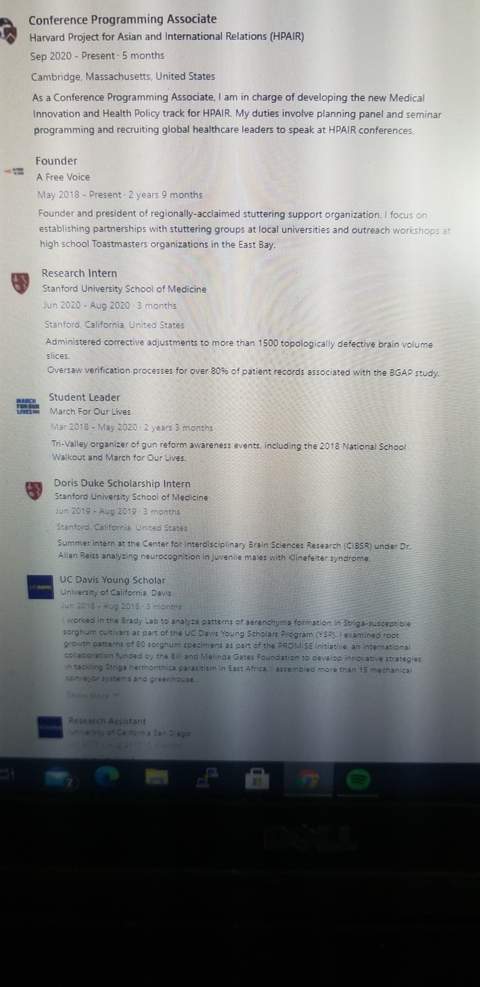 Conference Programming Associate
Harvard Project for Asian and International Relations (HPAIR)
Sep 2020 - Present · 5 months
Cambridge, Massachusetts, United States
As a Conference Programming Associate, I am in charge of developing the new Medical
Innovation and Health Policy track for HPAIR. My duties involve planning panel and seminar
programming and recruiting global healthcare leaders to speak at HPAIR conferences.
Founder
A Free Voice
May 2018 - Present · 2 years 9 months
Founder and president of regionally-acclaimed stuttering support organization. I focus on
establishing partnerships with stuttering groups at local universities and outreach workshops at
high school Toastmasters organizations in the East Bay.
Research Intern
Stanford University School of Medicine
Jun 2020 - Aug 2020 · 3 months
Stanford, California, United States
Administered corrective adjustments to more than 1500 topologically defective brain volume
slices.
Oversaw verification processes for over 80% of patient records associated with the BGAP study.
MARCH FOR OUR LIVES
Student Leader
March For Our Lives
Mar 2018 - May 2020 · 2 years 3 months
Tri-Valley organizer of gun reform awareness events, including the 2018 National School
Walkout and March for Our Lives.
Doris Duke Scholarship Intern
Stanford University School of Medicine
Jun 2019 - Aug 2019 · 3 months
Stanford, California, United States
Summer intern at the Center for Interdisciplinary Brain Sciences Research (CIBSR) under Dr.
Allan Reiss analyzing neurocognition in juvenile males with Klinefelter syndrome.
UC Davis Young Scholar
University of California, Davis
Jun 2018 - Aug 2018 · 3 months
I worked in the Brady Lab to analyze patterns of aerenchyma formation in Striga-susceptible
sorghum cultivars as part of the UC Davis Young Scholars Program (YSP). I examined root
growth patterns of 80 sorghum specimens as part of the PROMISE Initiative, an international
collaboration funded by the Bill and Melinda Gates Foundation to develop innovative strategies
in tackling Striga hermonthica parasitism in East Africa. I assembled more than 15 mechanical
conveyor systems and greenhouse...
Show More
Research Assistant
University of California San Diego
DELL